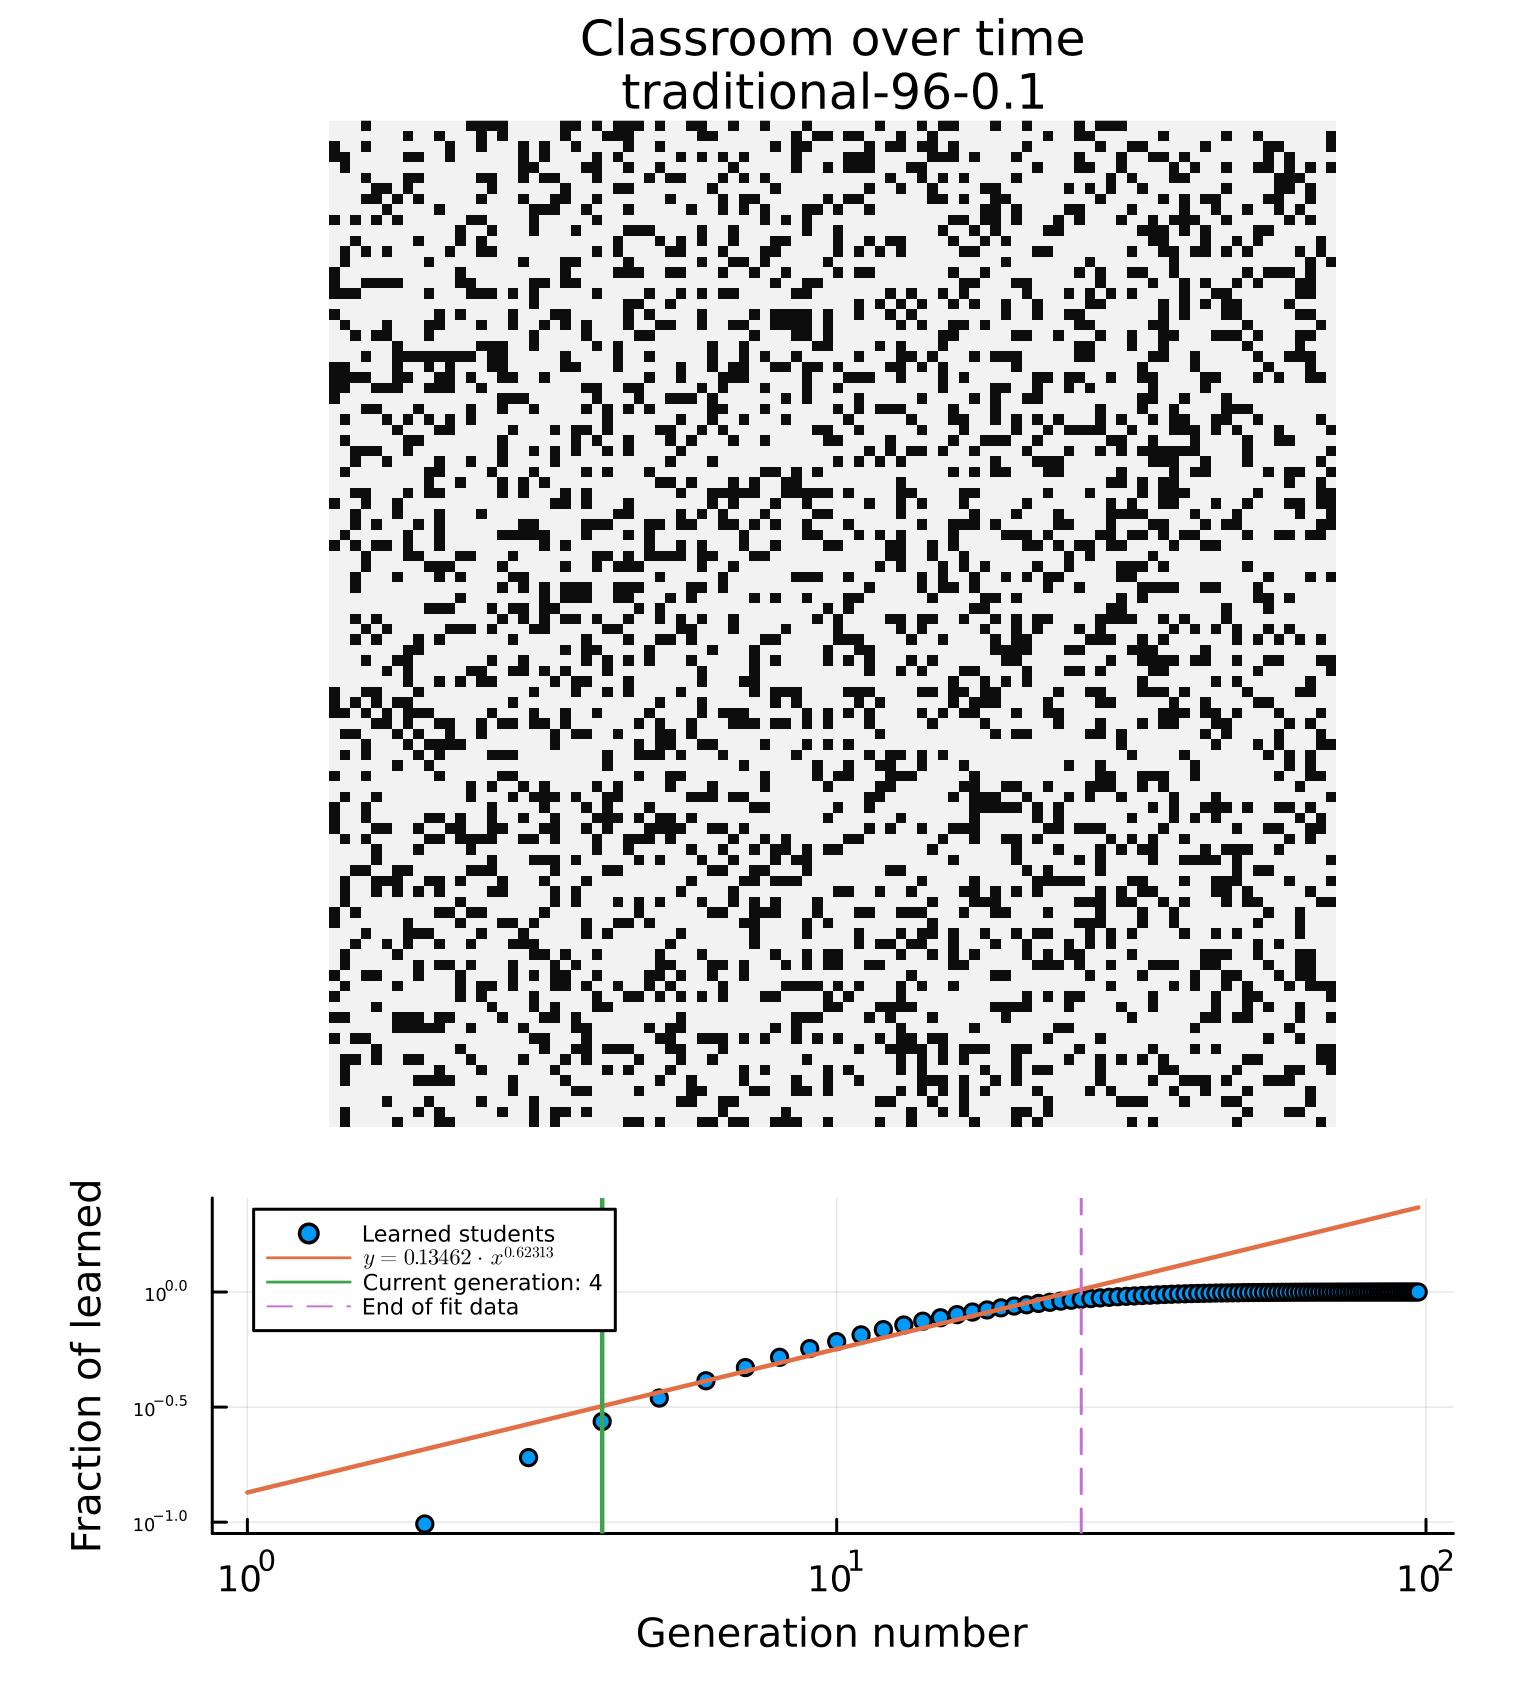 Classroom over time
traditional-96-0.1
Fraction of learned
Learned students
y = 0.13462 · x^0.62313
Current generation: 4
End of fit data
10^0.0
10^−0.5
10^−1.0
10^0 10^1 10^2
Generation number